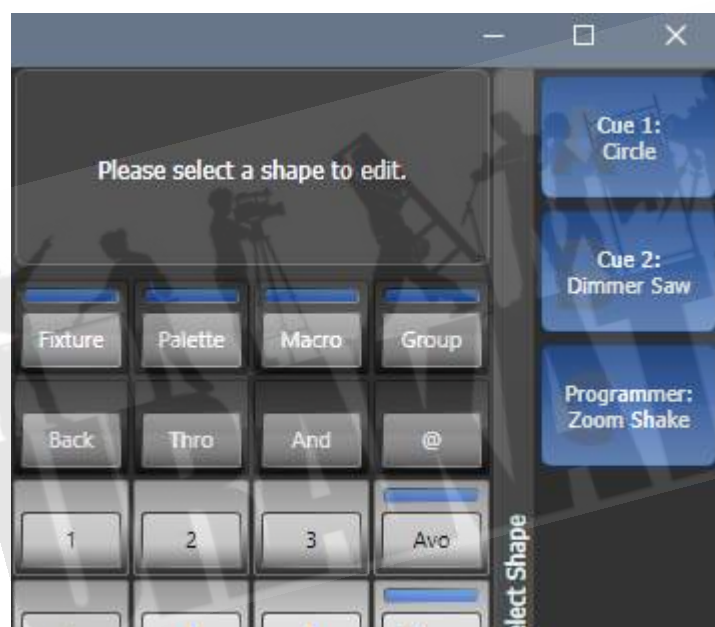 Please select a shape to edit.
Cue 1:
Circle
Cue 2:
Dimmer Saw
Programmer:
Zoom Shake
Fixture
Palette
Macro
Group
Back
Thro
And
@
1
2
3
Avo
Shape